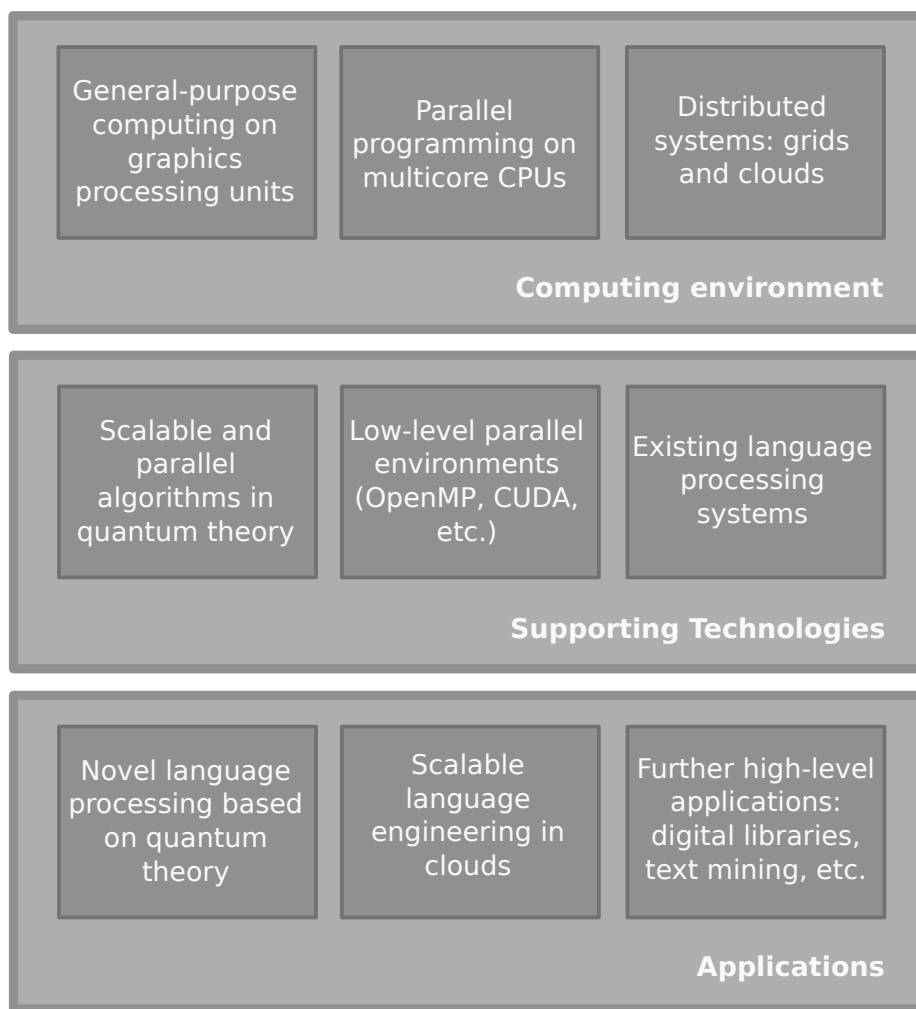 General-purpose
computing on
graphics
processing units
Parallel
programming on
multicore CPUs
Distributed
systems: grids
and clouds
Computing environment
Scalable and
parallel
algorithms in
quantum theory
Low-level parallel
environments
(OpenMP, CUDA,
etc.)
Existing language
processing
systems
Supporting Technologies
Novel language
processing based
on quantum
theory
Scalable
language
engineering in
clouds
Further high-level
applications:
digital libraries,
text mining, etc.
Applications